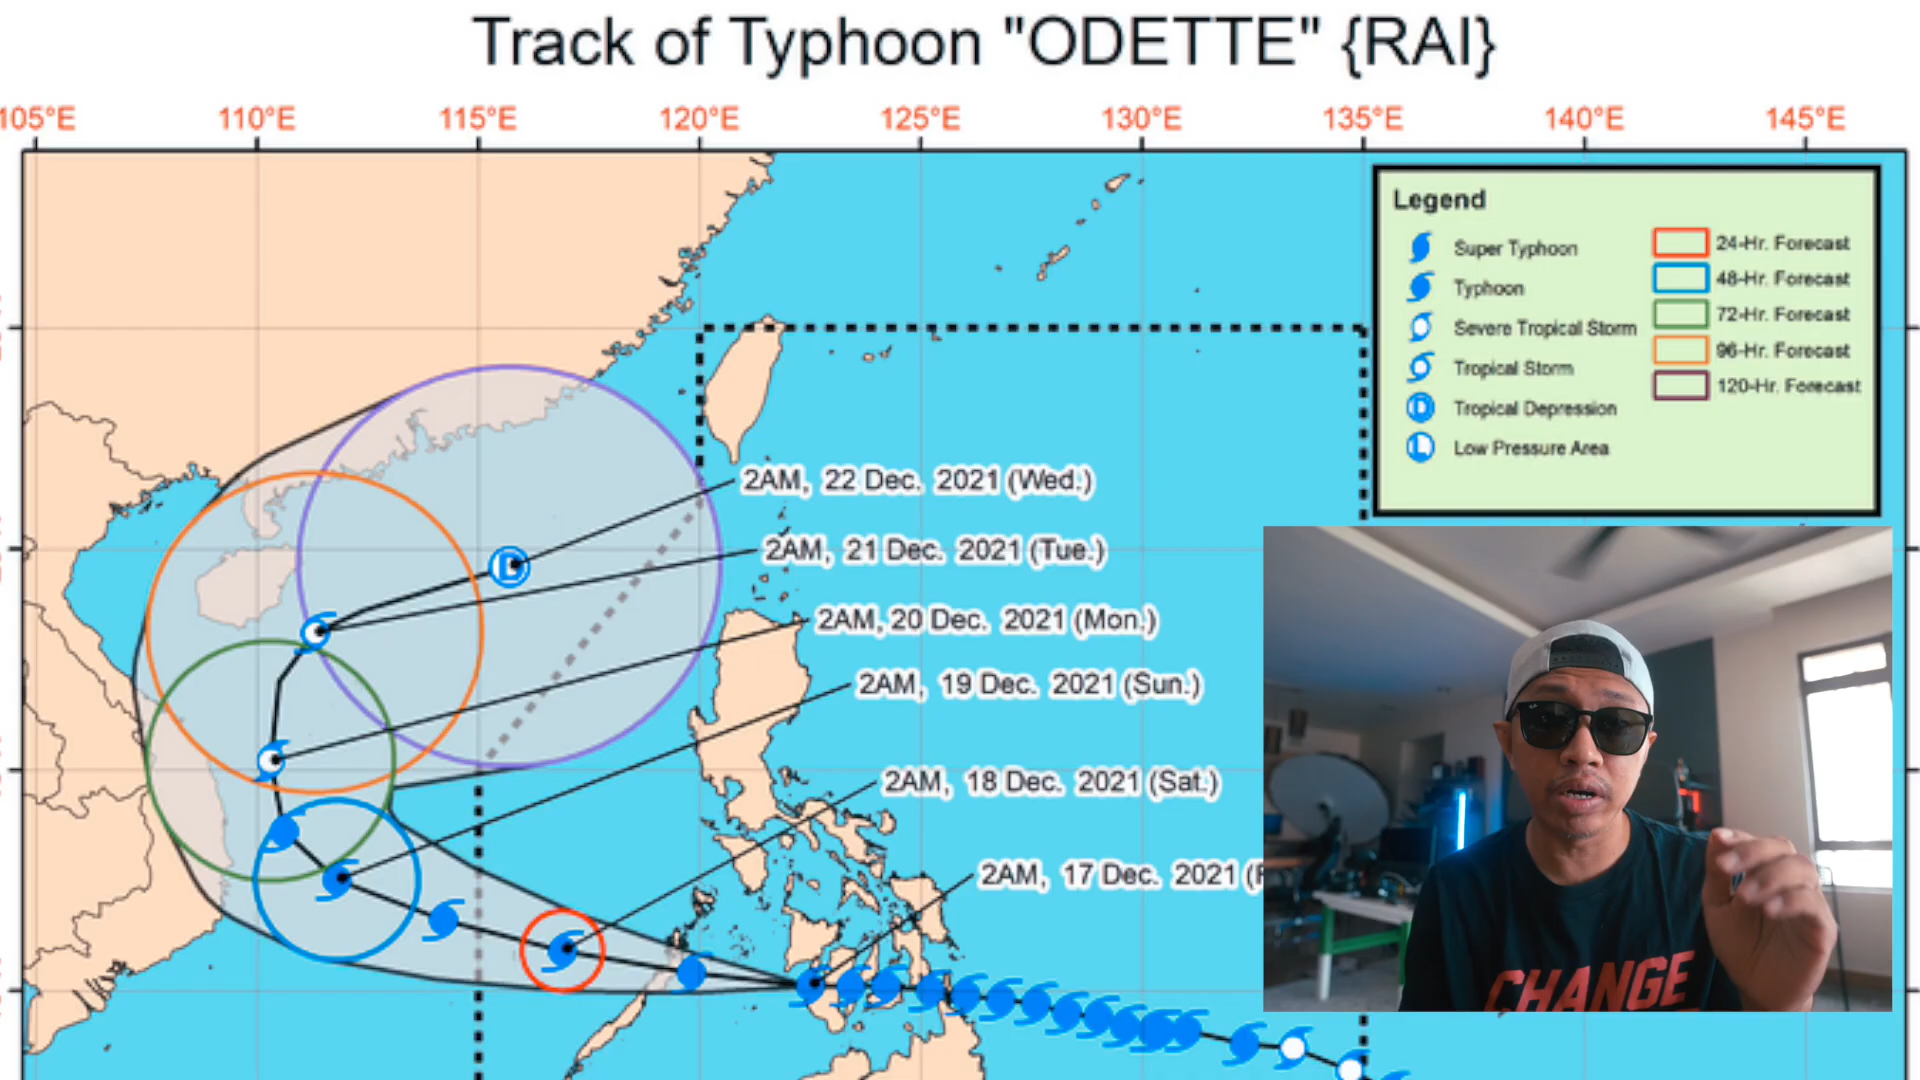 Track of Typhoon "ODETTE" {RAI}
105°E 110°E 115°E 120°E 125°E 130°E 135°E 140°E 145°E
Legend
Super Typhoon
Typhoon
Severe Tropical Storm
Tropical Storm
D Tropical Depression
L Low Pressure Area
24-Hr. Forecast
48-Hr. Forecast
72-Hr. Forecast
96-Hr. Forecast
120-Hr. Forecast
2AM, 22 Dec. 2021 (Wed.)
D
2AM, 21 Dec. 2021 (Tue.)
2AM, 20 Dec. 2021 (Mon.)
2AM, 19 Dec. 2021 (Sun.)
2AM, 18 Dec. 2021 (Sat.)
2AM, 17 Dec. 2021 (F
CHANGE